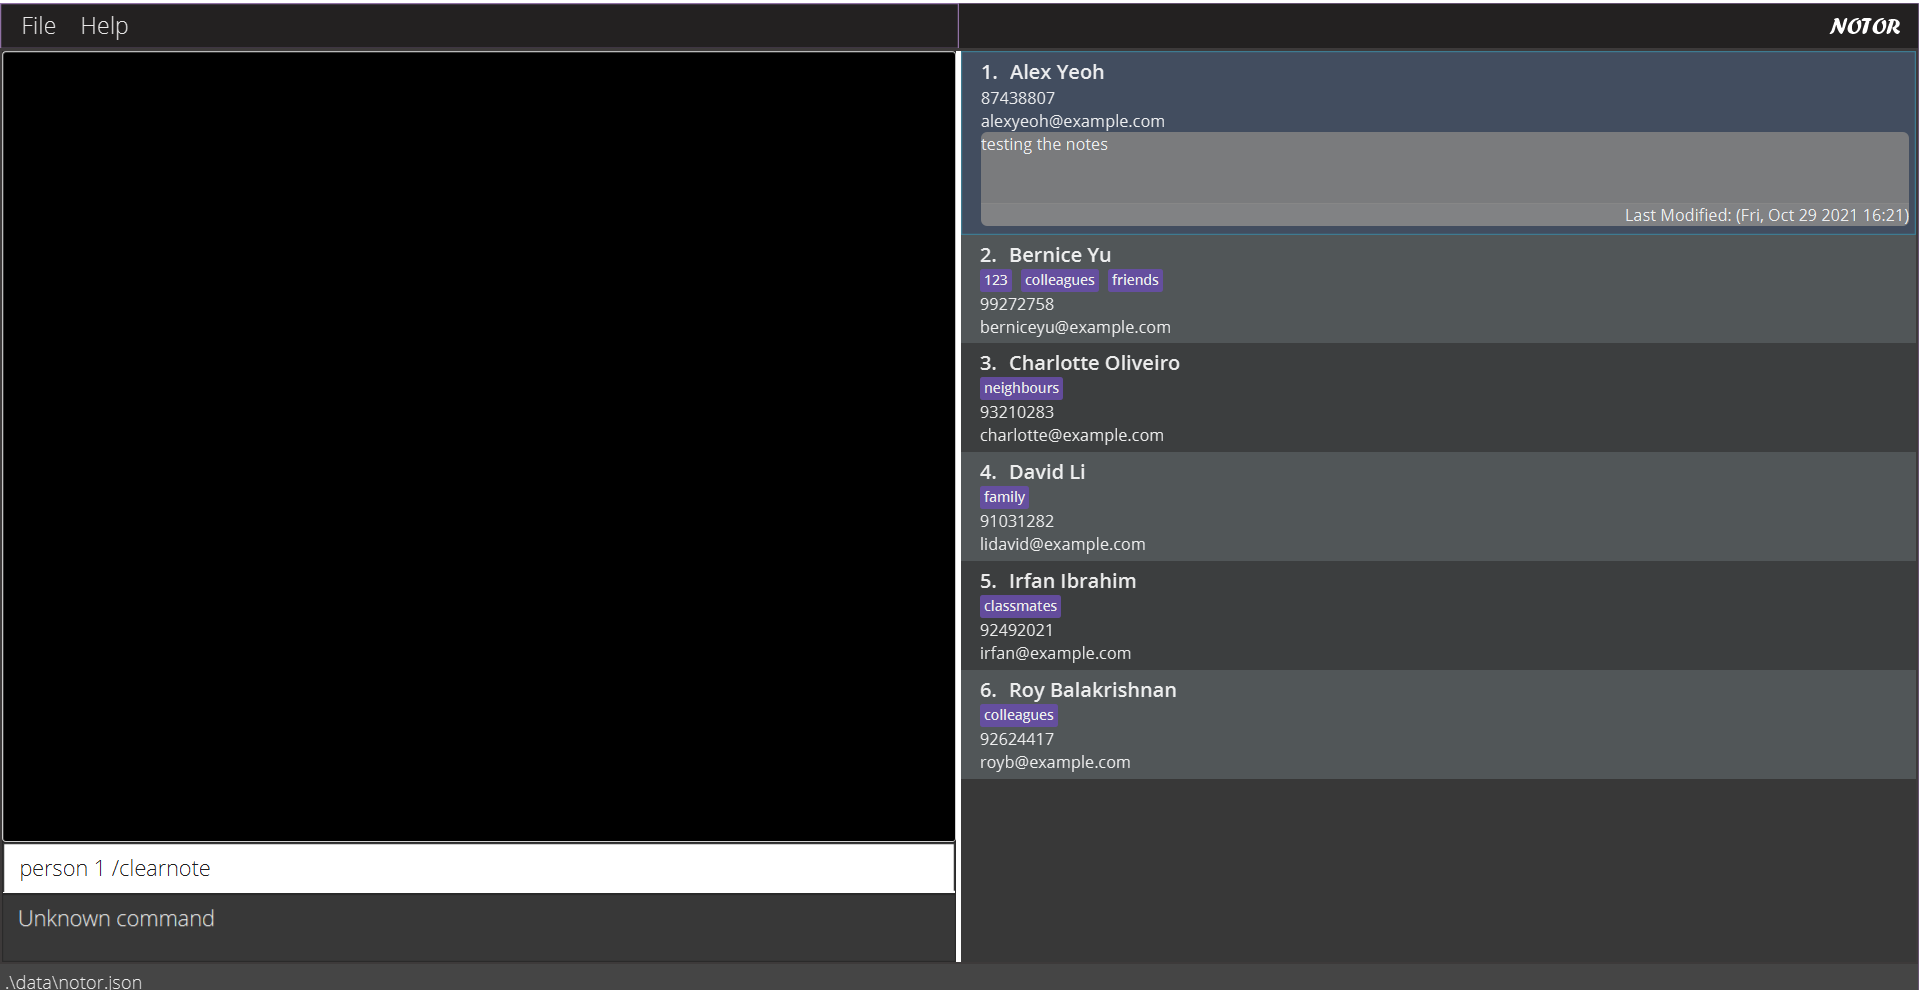 File Help
NOTOR
1. Alex Yeoh
87438807
alexyeoh@example.com
testing the notes
Last Modified: (Fri, Oct 29 2021 16:21)
2. Bernice Yu
123 colleagues friends
99272758
berniceyu@example.com
3. Charlotte Oliveiro
neighbours
93210283
charlotte@example.com
4. David Li
family
91031282
lidavid@example.com
5. Irfan Ibrahim
classmates
92492021
irfan@example.com
6. Roy Balakrishnan
colleagues
92624417
royb@example.com
person 1 /clearnote
Unknown command
.\data\notor.json